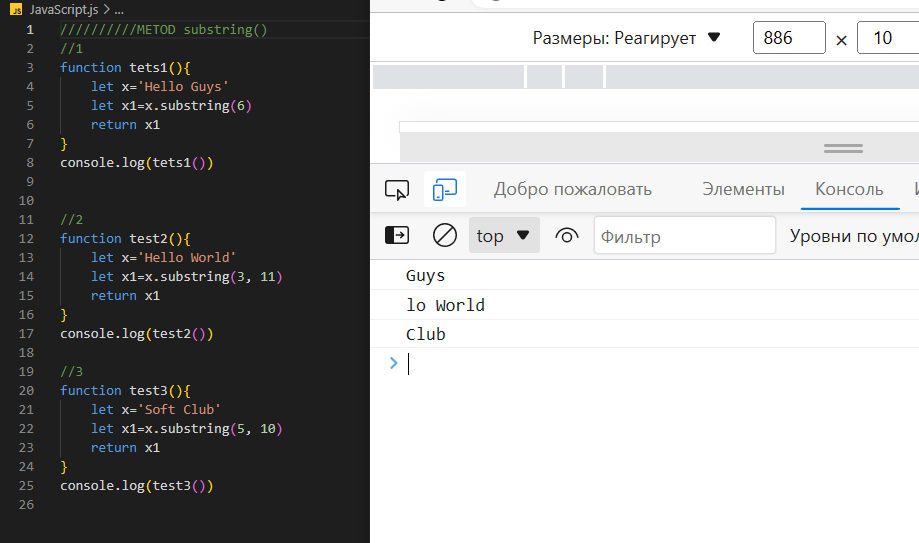 JavaScript.js > ...
1 //////////METOD substring()
2 //1
3 function tets1(){
4 let x='Hello Guys'
5 let x1=x.substring(6)
6 return x1
7 }
8 console.log(tets1())
9
10
11 //2
12 function test2(){
13 let x='Hello World'
14 let x1=x.substring(3, 11)
15 return x1
16 }
17 console.log(test2())
18
19 //3
20 function test3(){
21 let x='Soft Club'
22 let x1=x.substring(5, 10)
23 return x1
24 }
25 console.log(test3())
26
Размеры: Реагирует ▼ 886 × 10
Добро пожаловать Элементы Консоль
top ▼ Фильтр Уровни по умол
Guys
lo World
Club
>